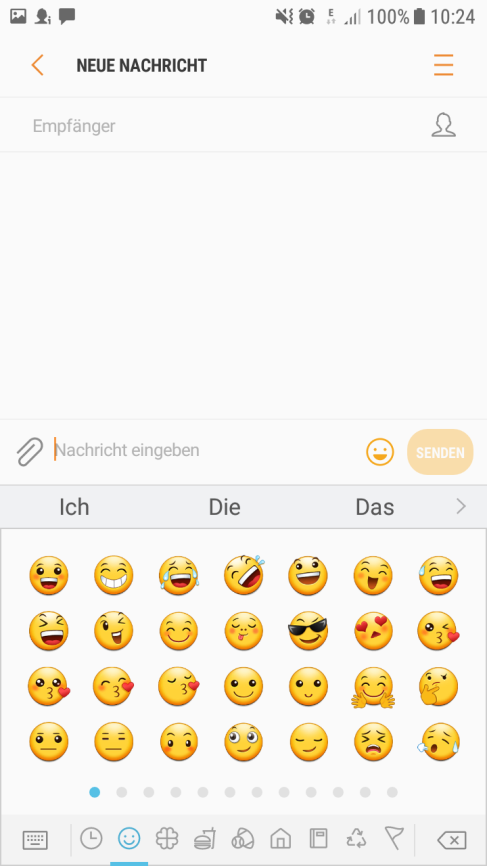 E 100% 10:24
NEUE NACHRICHT
Empfänger
Nachricht eingeben
SENDEN
Ich Die Das